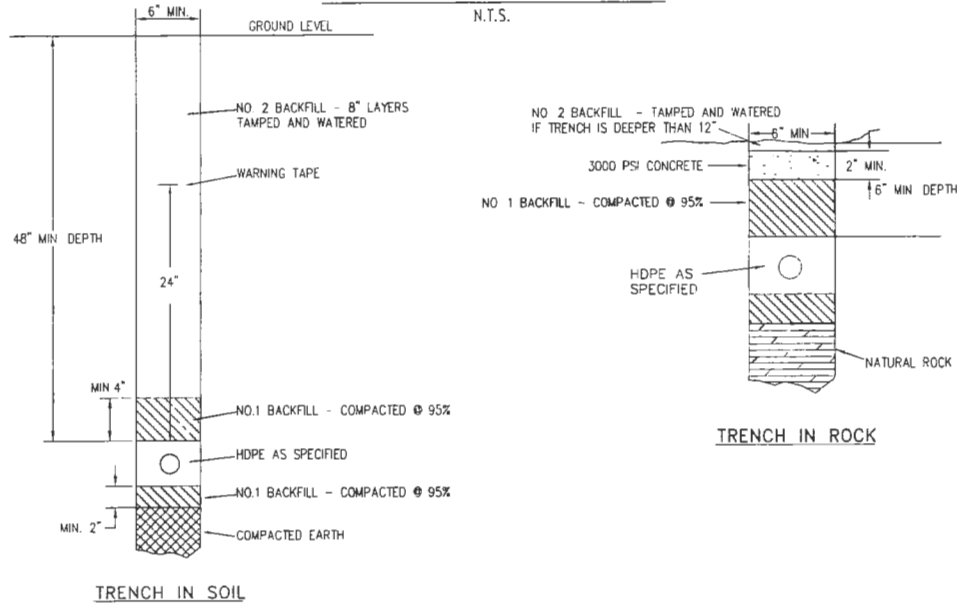 N.T.S.
6" MIN.
GROUND LEVEL
NO. 2 BACKFILL - 8" LAYERS
TAMPED AND WATERED
WARNING TAPE
48" MIN DEPTH
24"
MIN 4"
NO.1 BACKFILL - COMPACTED @ 95%
HDPE AS SPECIFIED
NO.1 BACKFILL - COMPACTED @ 95%
MIN. 2"
COMPACTED EARTH
TRENCH IN SOIL
NO 2 BACKFILL - TAMPED AND WATERED
IF TRENCH IS DEEPER THAN 12"
6" MIN
3000 PSI CONCRETE
2" MIN.
6" MIN DEPTH
NO 1 BACKFILL - COMPACTED @ 95%
HDPE AS
SPECIFIED
NATURAL ROCK
TRENCH IN ROCK